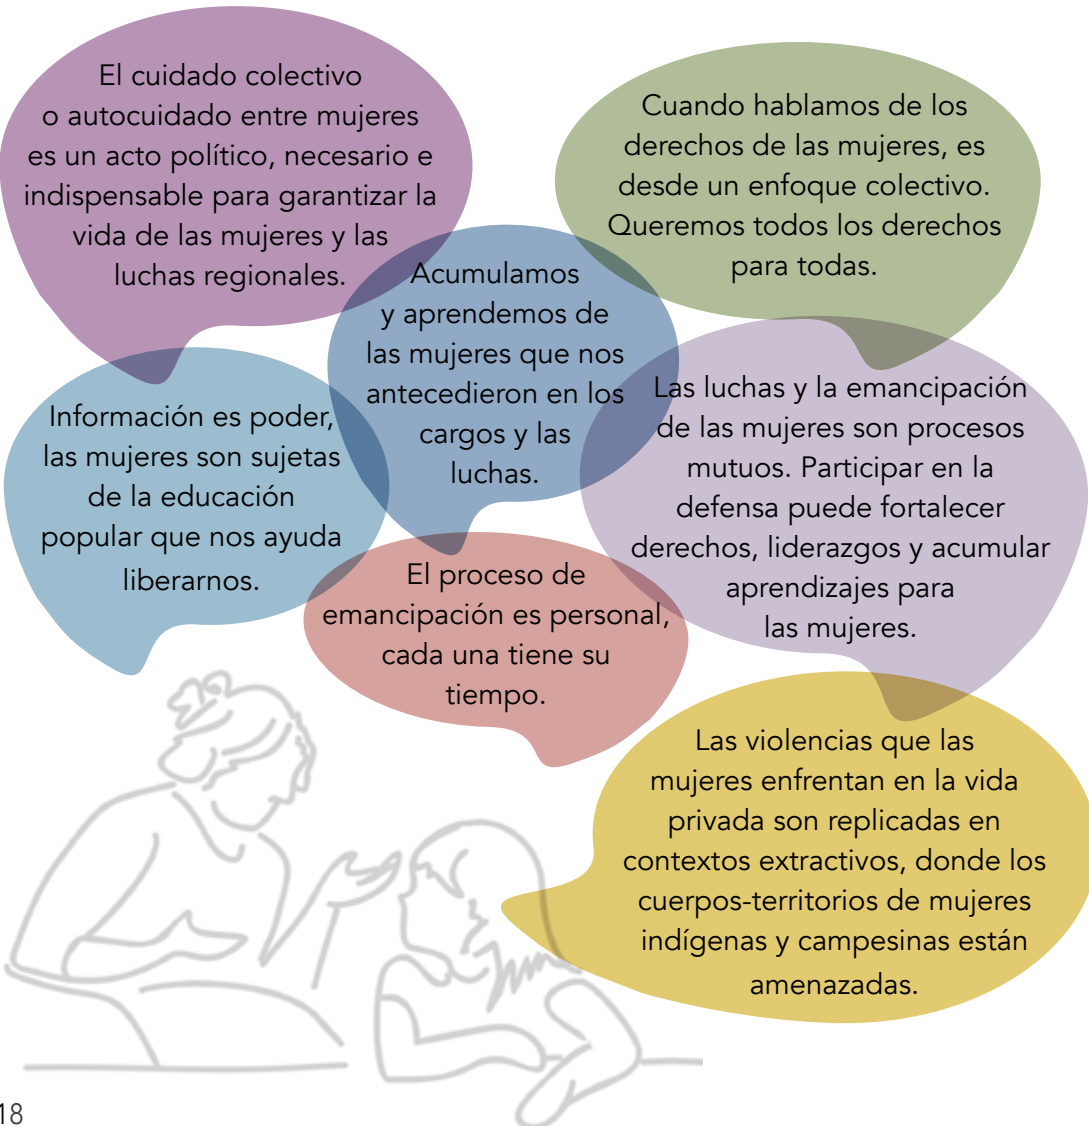 El cuidado colectivo
o autocuidado entre mujeres
es un acto político, necesario e
indispensable para garantizar la
vida de las mujeres y las
luchas regionales.
Cuando hablamos de los
derechos de las mujeres, es
desde un enfoque colectivo.
Queremos todos los derechos
para todas.
Acumulamos
y aprendemos de
las mujeres que nos
antecedieron en los
cargos y las
luchas.
Información es poder,
las mujeres son sujetas
de la educación
popular que nos ayuda
liberarnos.
Las luchas y la emancipación
de las mujeres son procesos
mutuos. Participar en la
defensa puede fortalecer
derechos, liderazgos y acumular
aprendizajes para
las mujeres.
El proceso de
emancipación es personal,
cada una tiene su
tiempo.
Las violencias que las
mujeres enfrentan en la vida
privada son replicadas en
contextos extractivos, donde los
cuerpos-territorios de mujeres
indígenas y campesinas están
amenazadas.
18